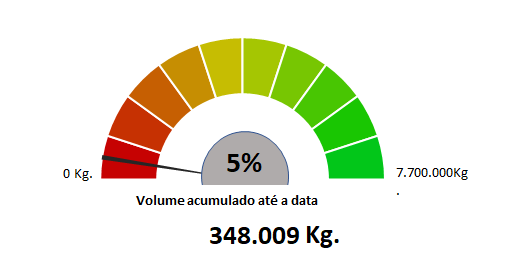 5%
0 Kg.
7.700.000Kg
.
Volume acumulado até a data
348.009 Kg.